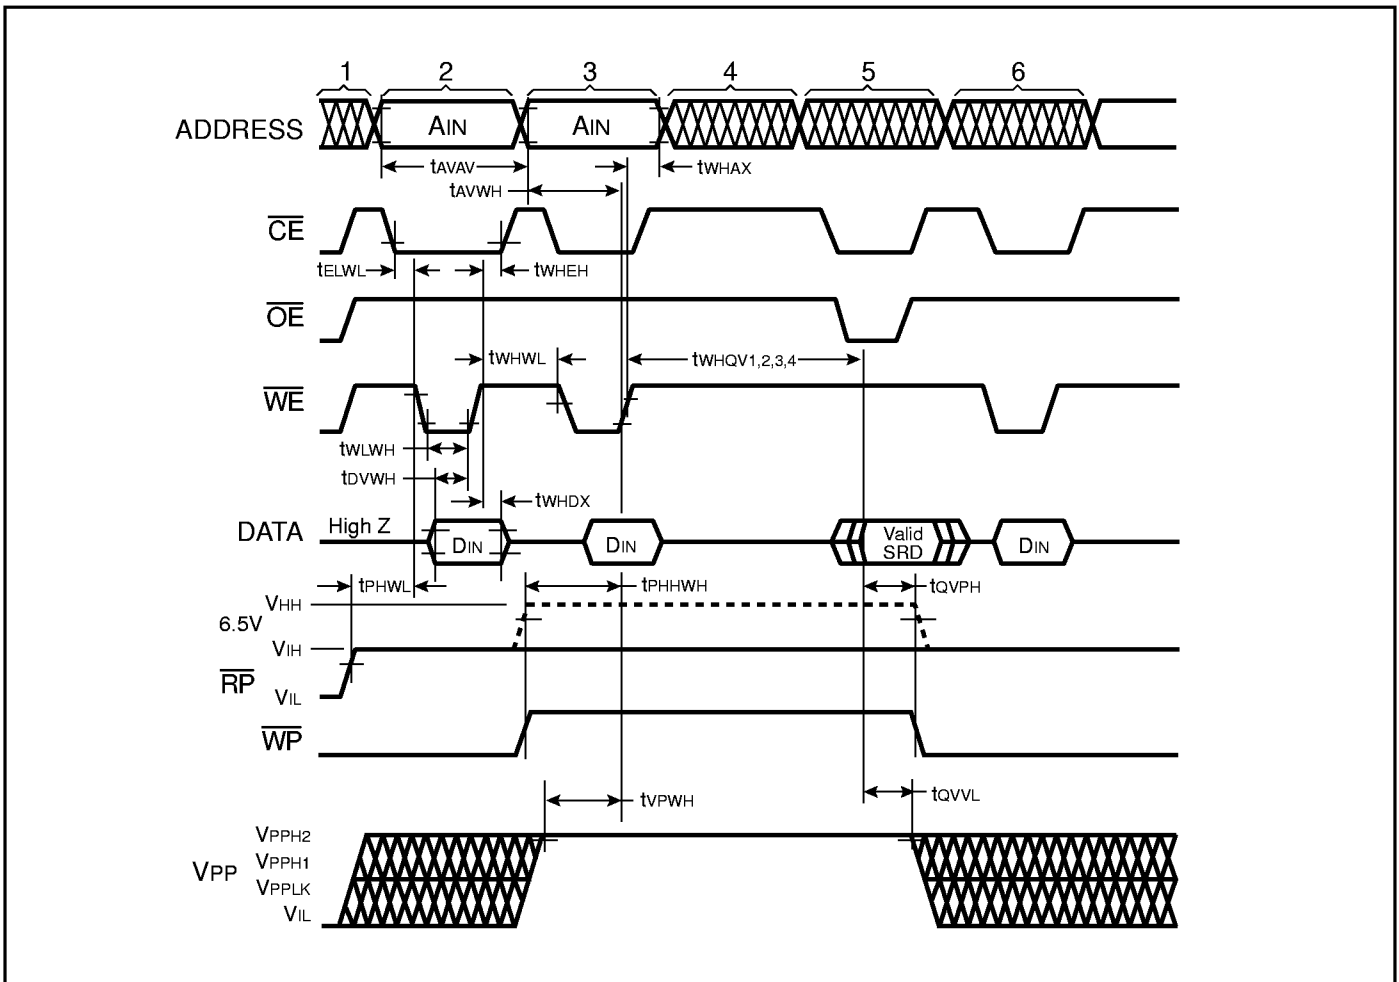 1 2 3 4 5 6
ADDRESS AIN AIN
tAVAV tWHAX
tAVWH
CE
tELWL tWHEH
OE
tWHWL tWHQV1,2,3,4
WE
tWLWH
tDVWH
tWHDX
DATA High Z DIN DIN Valid SRD DIN
tPHWL tPHHWH tQVPH
VHH
6.5V
VIH
RP VIL
WP
tVPWH tQVVL
VPPH2
VPP VPPH1
VPPLK
VIL